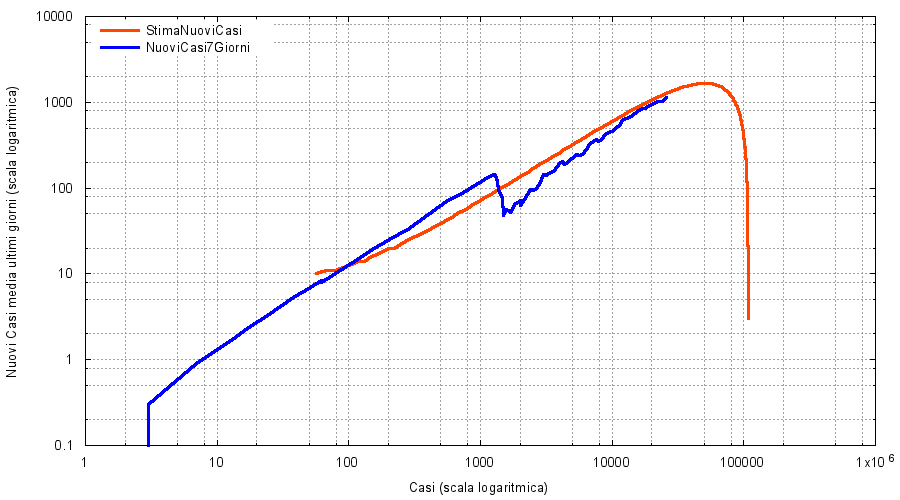 10000
StimaNuoviCasi
NuoviCasi7Giorni
1000
100
10
1
0.1
Nuovi Casi media ultimi giorni (scala logaritmica)
1 10 100 1000 10000 100000 1x10 6
Casi (scala logaritmica)